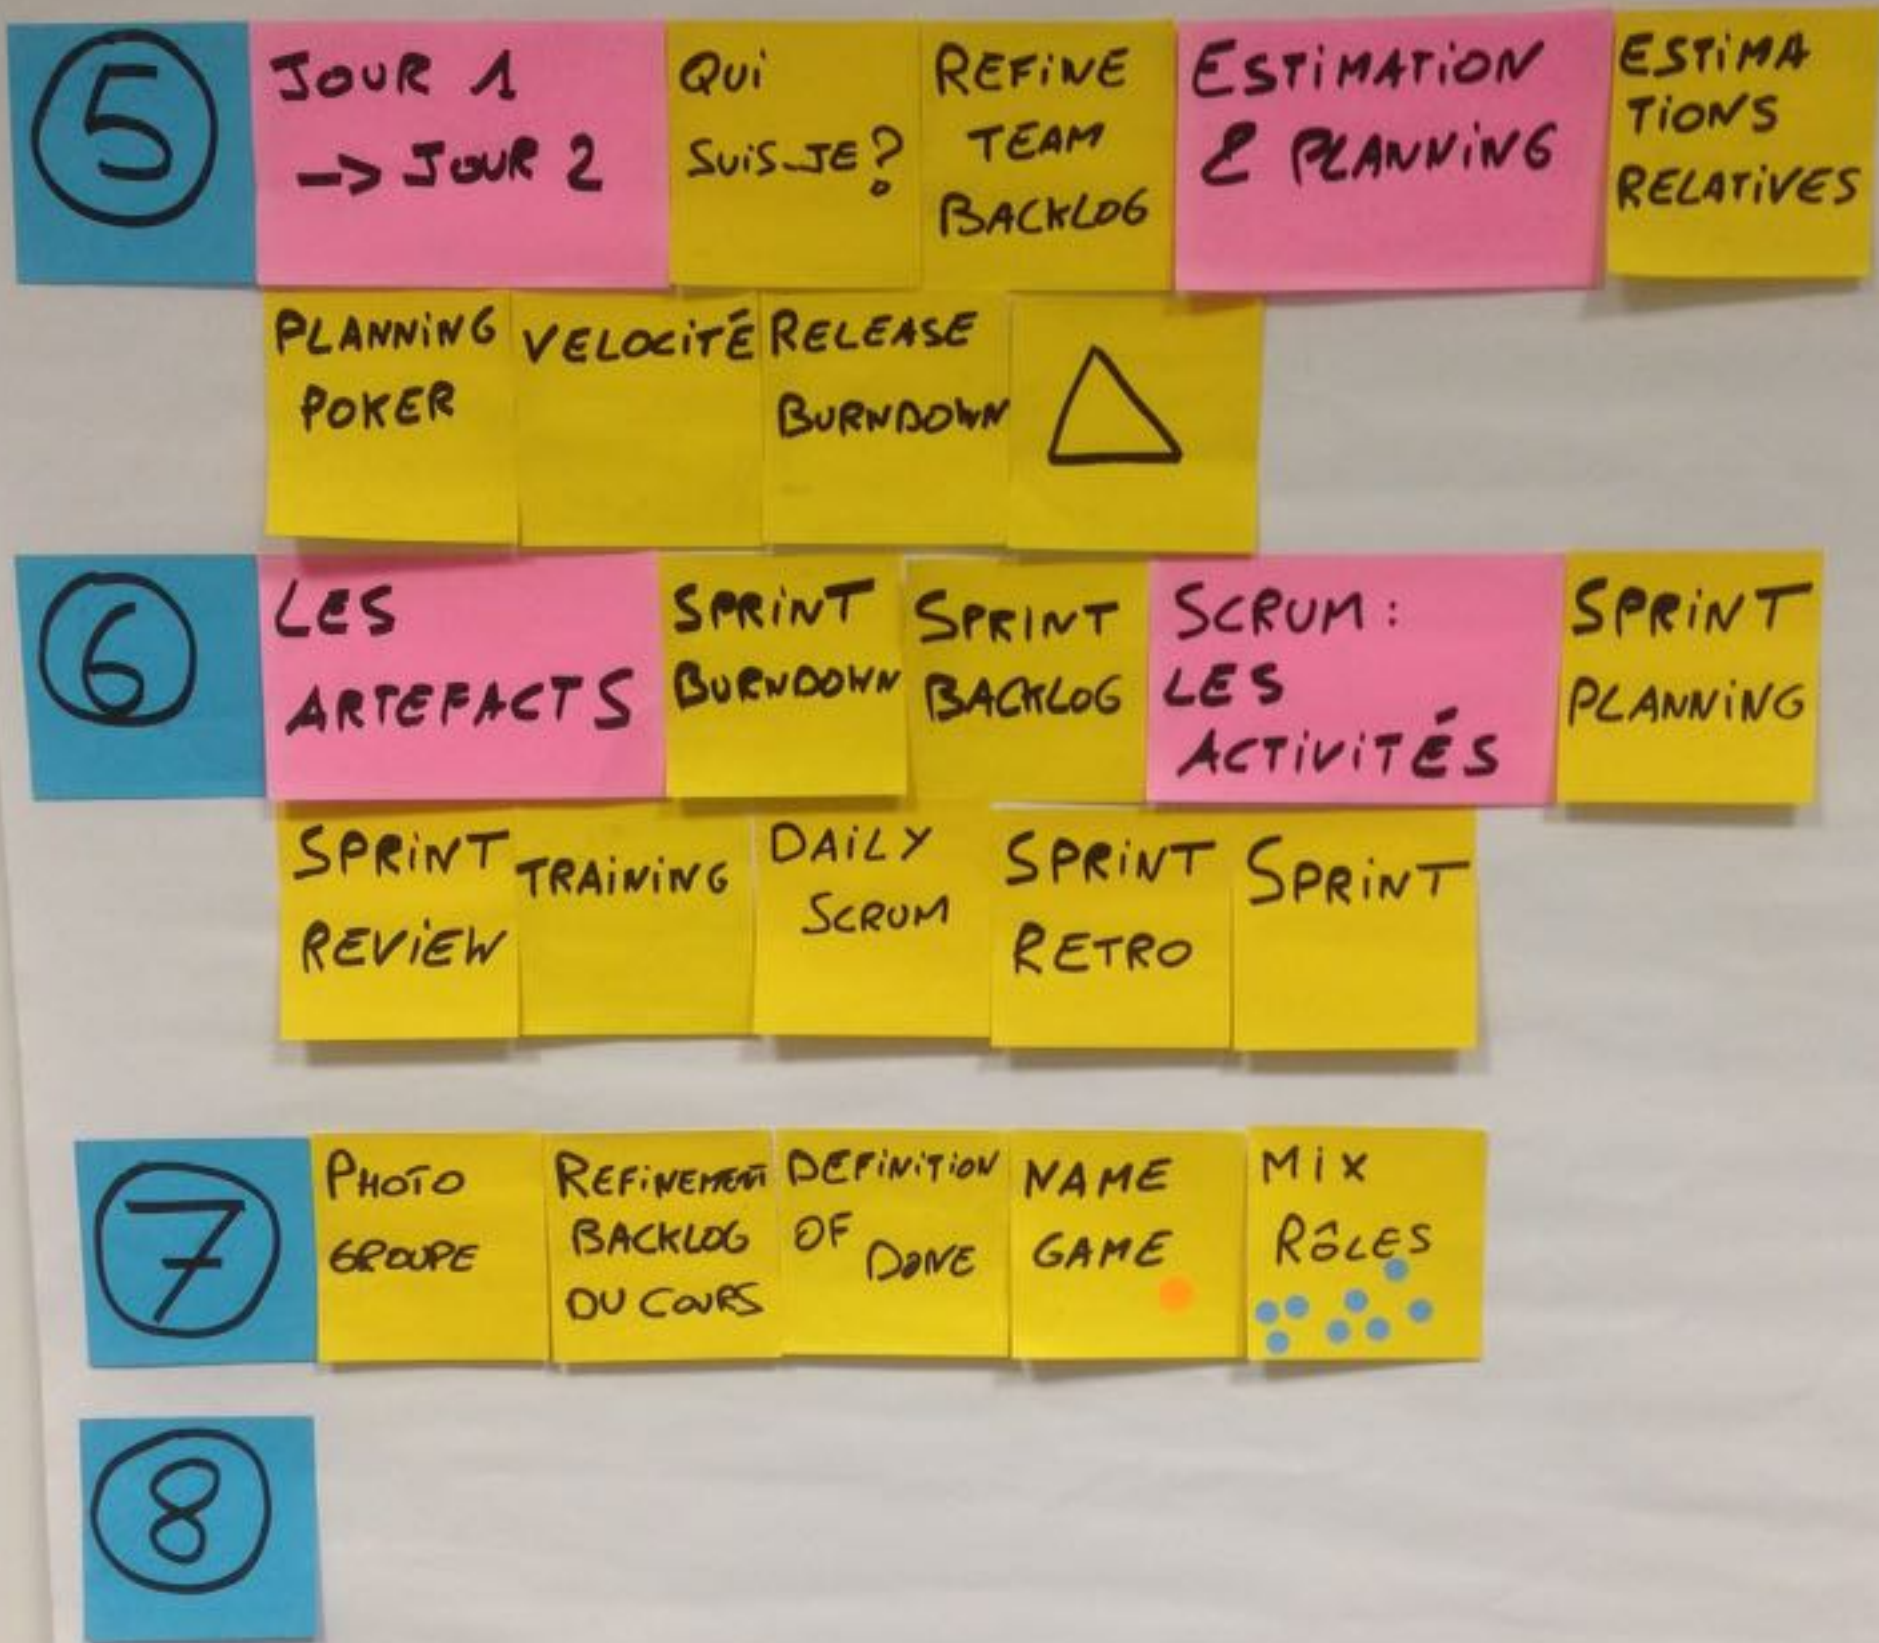 5
JOUR 1
-> JOUR 2
QUi
SUiS-JE?
REFiNE
TEAM
BACKLOG
ESTiMATiON
& PLANNiNG
ESTiMA
TiONS
RELATiVES
PLANNiNG
POKER
VELOCiTÉ
RELEASE
BURNDOWN
6
LES
ARTEFACTS
SPRiNT
BURNDOWN
SPRINT
BACKLOG
SCRUM:
LES
ACTiViTÉS
SPRiNT
PLANNiNG
SPRiNT
REViEW
TRAiNiNG
DAiLY
SCRUM
SPRiNT
RETRO
SPRiNT
7
PHOTO
GROUPE
REFiNEMENT
BACKLOG
DU COURS
DEFiNiTiON
OF
DONE
NAME
GAME
MiX
RÔLES
8